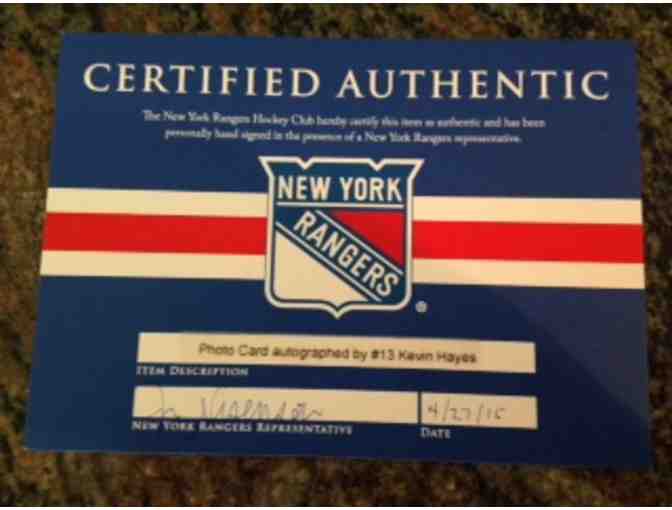 CERTIFIED AUTHENTIC
The New York Rangers Hockey Club hereby certify this item as authentic and has been
personally hand signed in the presence of a New York Rangers representative.
NEW YORK
RANGERS
®
Photo Card autographed by #13 Kevin Hayes
ITEM DESCRIPTION
4/27/15
NEW YORK RANGERS REPRESENTATIVE
DATE